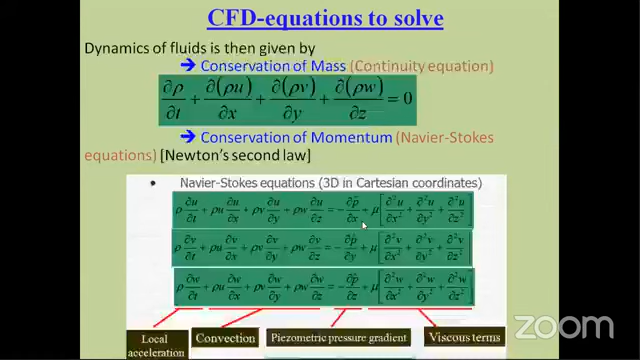 CFD-equations to solve
Dynamics of fluids is then given by
➔ Conservation of Mass (Continuity equation)
∂ρ/∂t + ∂(ρu)/∂x + ∂(ρv)/∂y + ∂(ρw)/∂z = 0
➔ Conservation of Momentum (Navier-Stokes
equations) [Newton's second law]
• Navier-Stokes equations (3D in Cartesian coordinates)
ρ ∂u/∂t + ρu ∂u/∂x + ρv ∂u/∂y + ρw ∂u/∂z = −∂p̂/∂x + μ[∂²u/∂x² + ∂²u/∂y² + ∂²u/∂z²]
ρ ∂v/∂t + ρu ∂v/∂x + ρv ∂v/∂y + ρw ∂v/∂z = −∂p̂/∂y + μ[∂²v/∂x² + ∂²v/∂y² + ∂²v/∂z²]
ρ ∂w/∂t + ρu ∂w/∂x + ρv ∂w/∂y + ρw ∂w/∂z = −∂p̂/∂z + μ[∂²w/∂x² + ∂²w/∂y² + ∂²w/∂z²]
Local acceleration
Convection
Piezometric pressure gradient
Viscous terms
zoom